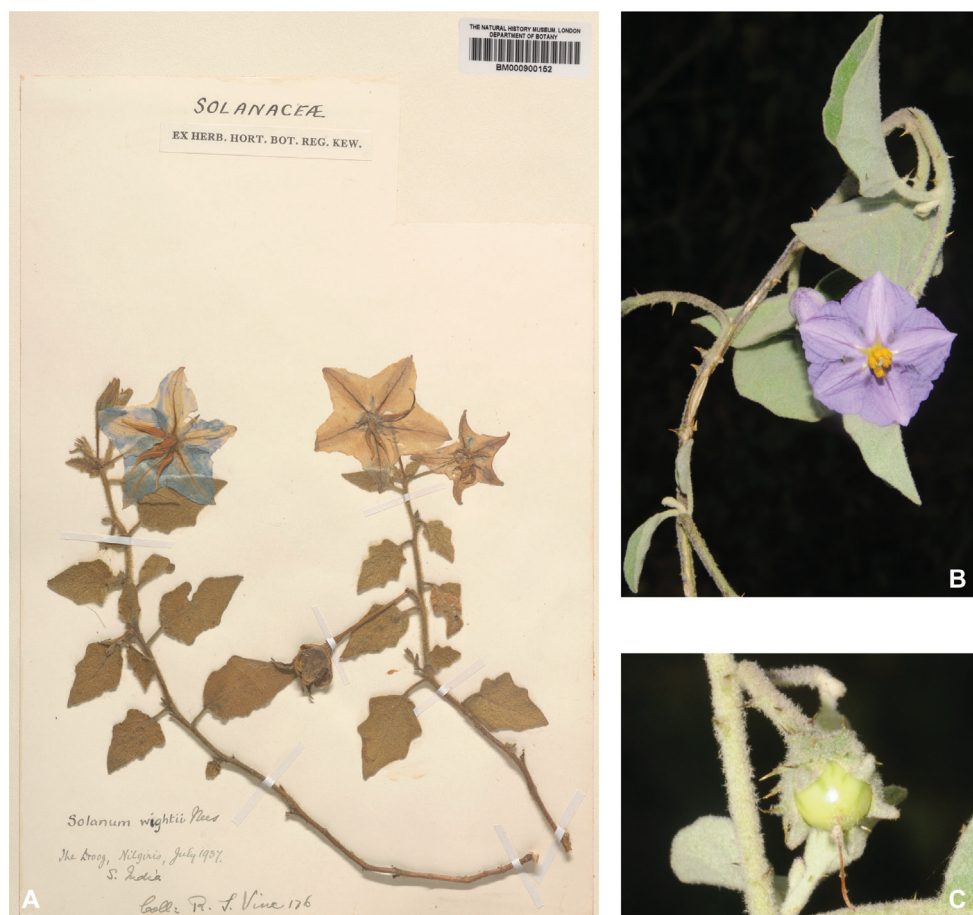 THE NATURAL HISTORY MUSEUM, LONDON
DEPARTMENT OF BOTANY
BM000900152
SOLANACEÆ
EX HERB. HORT. BOT. REG. KEW.
Solanum wightii Nees
The Droog, Nilgiris, July 1937.
S. India
Coll: R. S. Vine 176
A
B
C